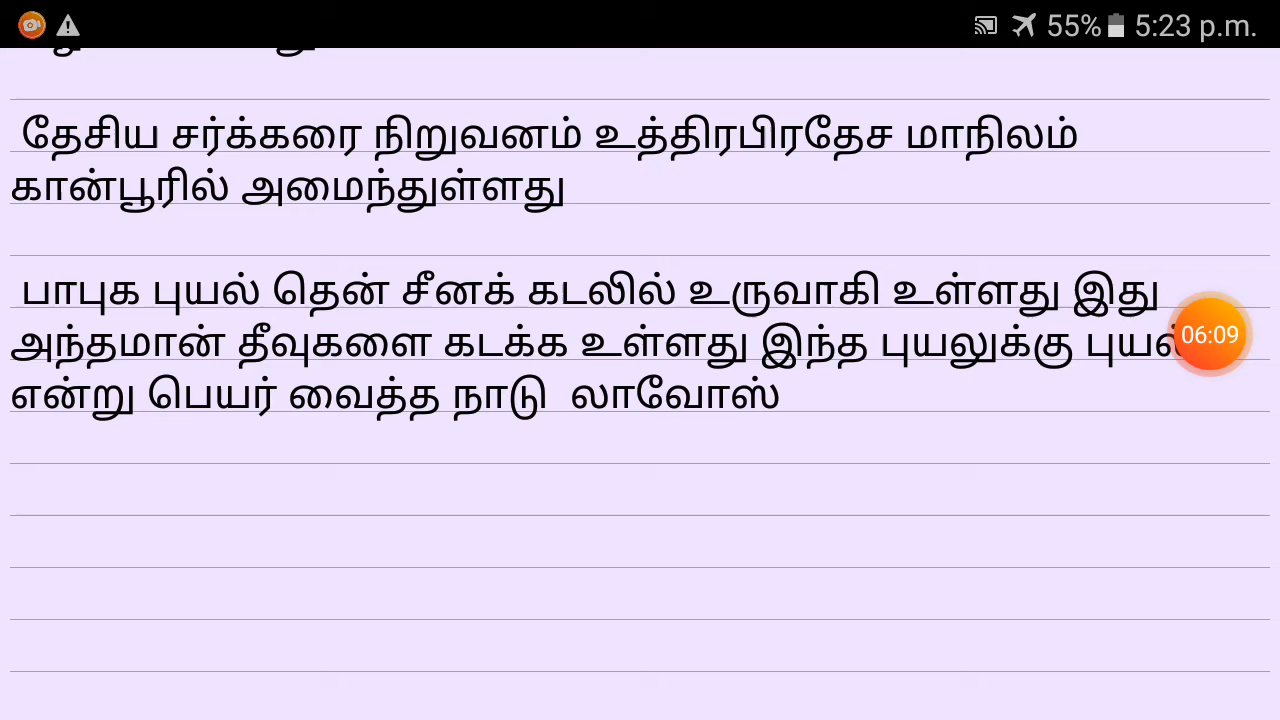 55% 5:23 p.m.
தேசிய சர்க்கரை நிறுவனம் உத்திரபிரதேச மாநிலம்
கான்பூரில் அமைந்துள்ளது
பாபுக புயல் தென் சீனக் கடலில் உருவாகி உள்ளது இது
அந்தமான் தீவுகளை கடக்க உள்ளது இந்த புயலுக்கு புயல்
06:09
என்று பெயர் வைத்த நாடு லாவோஸ்